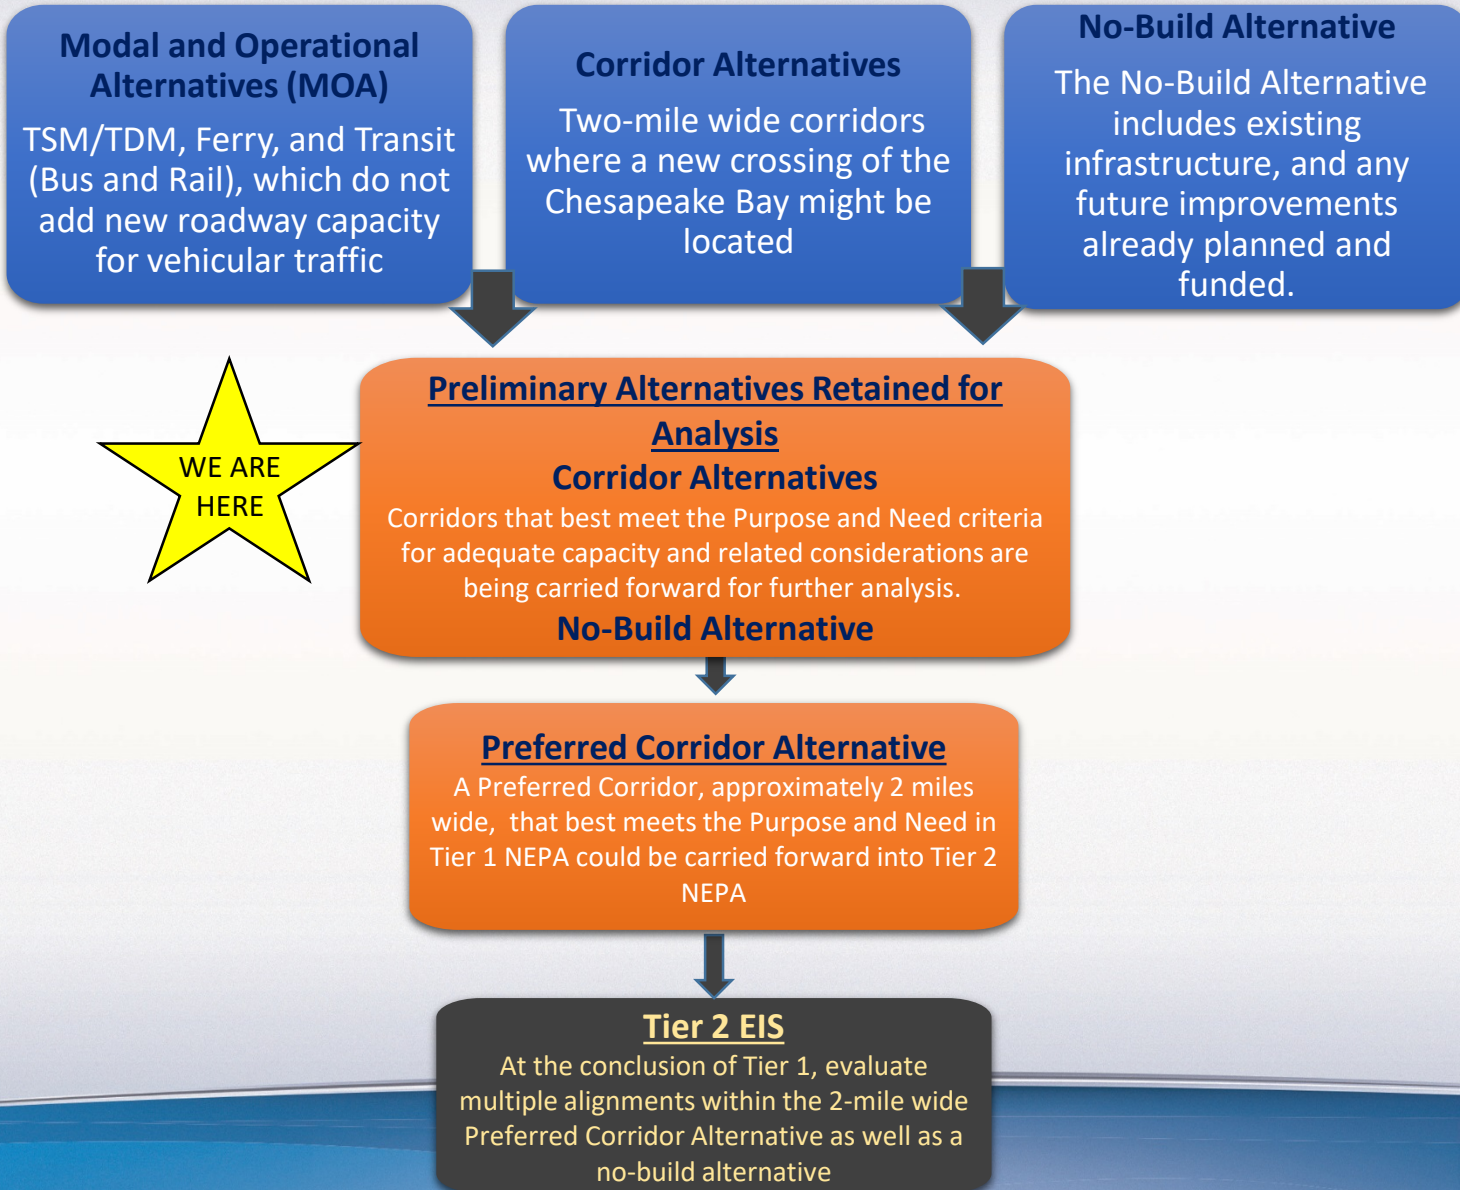 Modal and Operational
Alternatives (MOA)
TSM/TDM, Ferry, and Transit
(Bus and Rail), which do not
add new roadway capacity
for vehicular traffic
Corridor Alternatives
Two-mile wide corridors
where a new crossing of the
Chesapeake Bay might be
located
No-Build Alternative
The No-Build Alternative
includes existing
infrastructure, and any
future improvements
already planned and
funded.
WE ARE
HERE
Preliminary Alternatives Retained for
Analysis
Corridor Alternatives
Corridors that best meet the Purpose and Need criteria
for adequate capacity and related considerations are
being carried forward for further analysis.
No-Build Alternative
Preferred Corridor Alternative
A Preferred Corridor, approximately 2 miles
wide, that best meets the Purpose and Need in
Tier 1 NEPA could be carried forward into Tier 2
NEPA
Tier 2 EIS
At the conclusion of Tier 1, evaluate
multiple alignments within the 2-mile wide
Preferred Corridor Alternative as well as a
no-build alternative